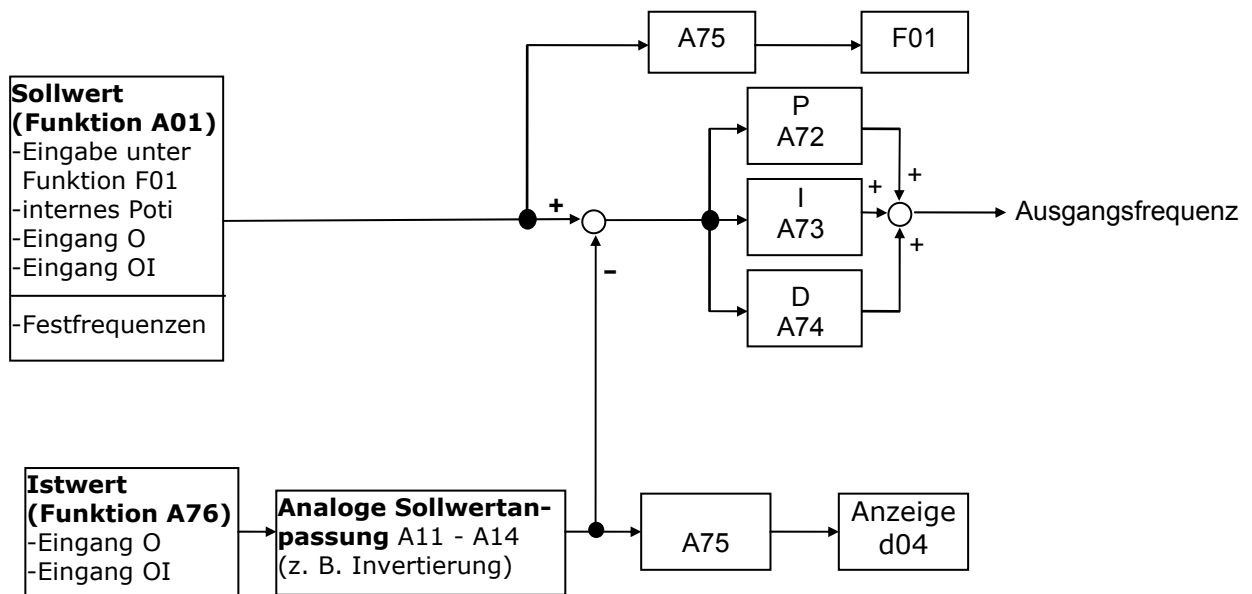 A75
F01
Sollwert
(Funktion A01)
-Eingabe unter
Funktion F01
-internes Poti
-Eingang O
-Eingang OI
-Festfrequenzen
+
-
P
A72
I
A73
D
A74
+
+
+
Ausgangsfrequenz
Istwert
(Funktion A76)
-Eingang O
-Eingang OI
Analoge Sollwertan-
passung A11 - A14
(z. B. Invertierung)
A75
Anzeige
d04